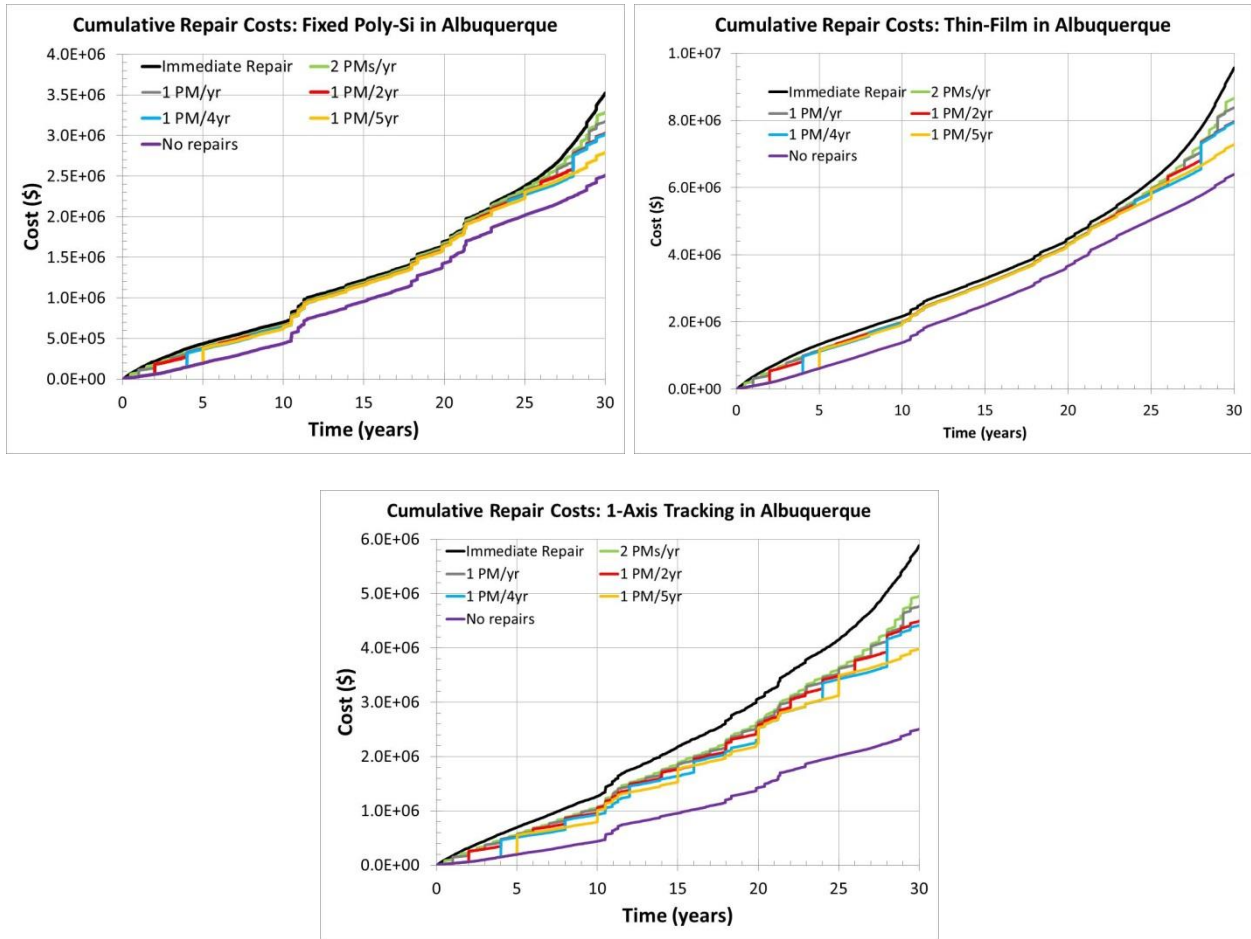 Cumulative Repair Costs: Fixed Poly-Si in Albuquerque
4.0E+06
3.5E+06
3.0E+06
2.5E+06
2.0E+06
1.5E+06
1.0E+06
5.0E+05
0.0E+00
Cost ($)
Immediate Repair
2 PMs/yr
1 PM/yr
1 PM/2yr
1 PM/4yr
1 PM/5yr
No repairs
0 5 10 15 20 25 30
Time (years)
Cumulative Repair Costs: Thin-Film in Albuquerque
1.0E+07
8.0E+06
6.0E+06
4.0E+06
2.0E+06
0.0E+00
Cost ($)
Immediate Repair
2 PMs/yr
1 PM/yr
1 PM/2yr
1 PM/4yr
1 PM/5yr
No repairs
0 5 10 15 20 25 30
Time (years)
Cumulative Repair Costs: 1-Axis Tracking in Albuquerque
6.0E+06
5.0E+06
4.0E+06
3.0E+06
2.0E+06
1.0E+06
0.0E+00
Cost ($)
Immediate Repair
2 PMs/yr
1 PM/yr
1 PM/2yr
1 PM/4yr
1 PM/5yr
No repairs
0 5 10 15 20 25 30
Time (years)